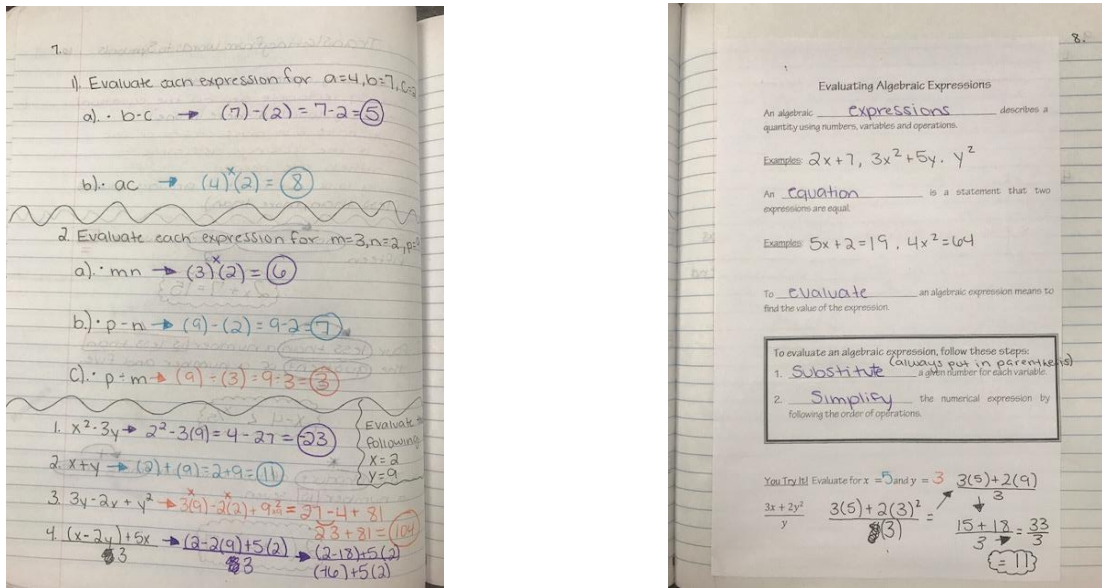 7.
1). Evaluate each expression for a=4, b=7, c=2
a). · b-c → (7)-(2) = 7-2=5
b). · ac → (4)x(2) = 8
2. Evaluate each expression for m=3, n=2, p=9
a). · mn → (3)x(2) = 6
b.) · p-n → (9)-(2) = 9-2=7
C). · p÷m → (9)÷(3) = 9÷3=3
Evaluate
following
x=2
y=9
1. x²-3y → 2²-3(9)=4-27=-23
2. x+y → (2)+(9)=2+9=11
3. 3y-2x+y² → 3x(9)-2x(2)+9² = 27-4+81
23+81=104
4. (x-2y)+5x → (2-2(9)+5(2) → (2-18)+5(2)
3 3 (-16)+5(2)
8.
Evaluating Algebraic Expressions
An algebraic expressions describes a
quantity using numbers, variables and operations.
Examples: 2x+7, 3x²+5y. y²
An equation is a statement that two
expressions are equal.
Examples: 5x+2=19, 4x²=64
To evaluate an algebraic expression means to
find the value of the expression.
To evaluate an algebraic expression, follow these steps:
(always put in parenthesis)
1. Substitute a given number for each variable.
2. Simplify the numerical expression by
following the order of operations.
You Try It! Evaluate for x =5 and y = 3
3x + 2y²
y
3(5)+2(3)²
(3)
=
3(5)+2(9)
3
15+18
3
=
33
3
=11